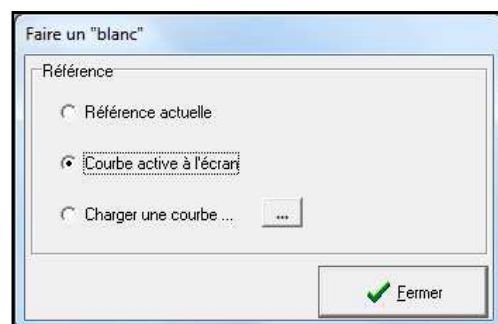 Faire un "blanc"
Référence
Référence actuelle
Courbe active à l'écran
Charger une courbe ... ...
Fermer